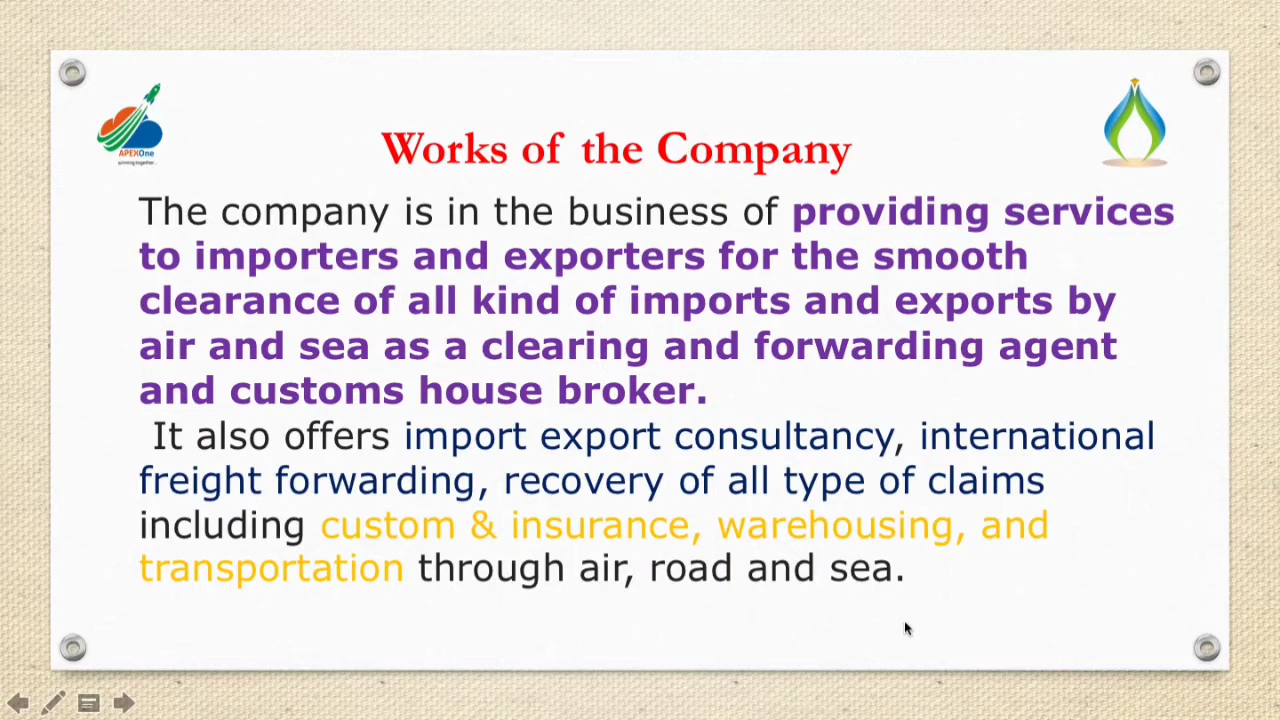 APEXOne
winning together...
Works of the Company
The company is in the business of providing services
to importers and exporters for the smooth
clearance of all kind of imports and exports by
air and sea as a clearing and forwarding agent
and customs house broker.
It also offers import export consultancy, international
freight forwarding, recovery of all type of claims
including custom & insurance, warehousing, and
transportation through air, road and sea.